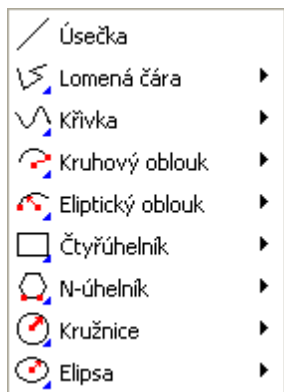 Úsečka
Lomená čára
Křivka
Kruhový oblouk
Eliptický oblouk
Čtyřúhelník
N-úhelník
Kružnice
Elipsa